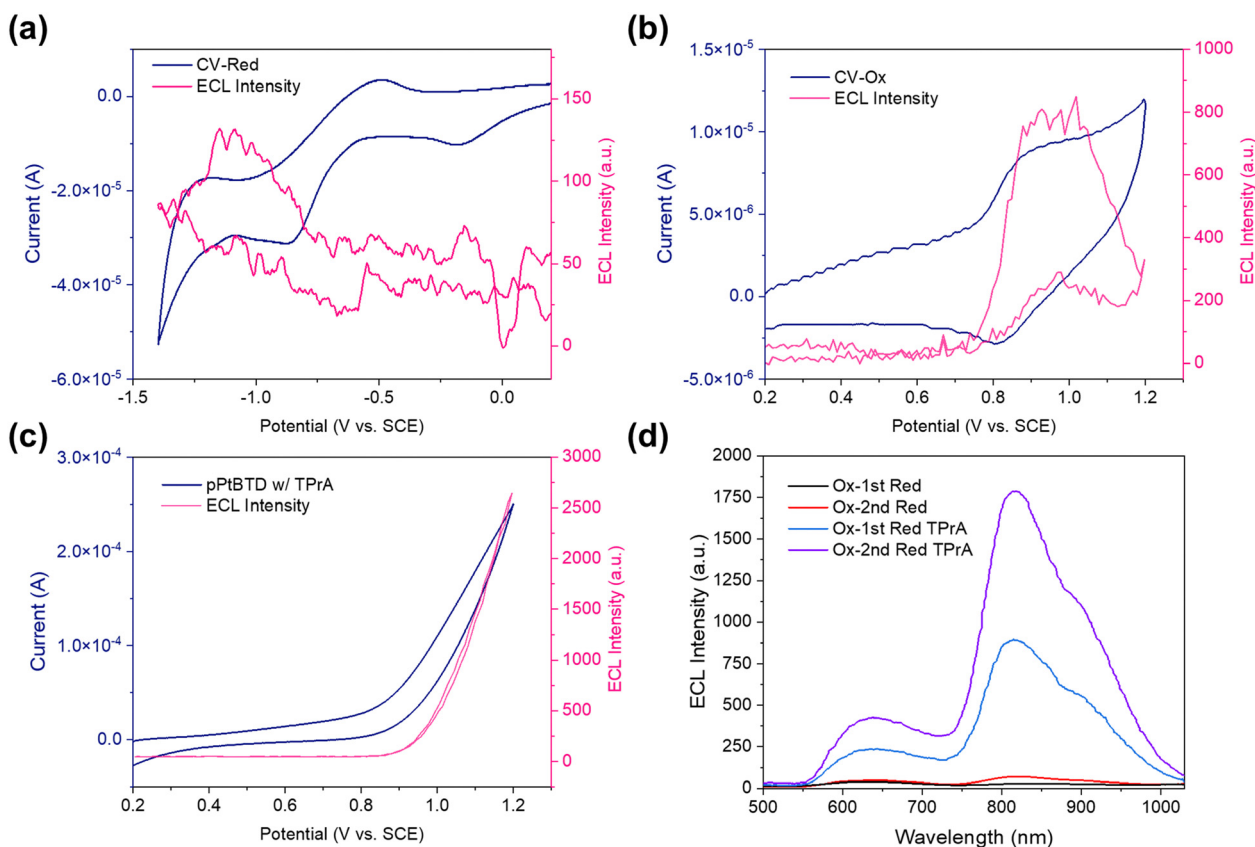 (a)
CV-Red
ECL Intensity
0.0
-2.0×10⁻⁵
-4.0×10⁻⁵
-6.0×10⁻⁵
Current (A)
-1.5
-1.0
-0.5
0.0
Potential (V vs. SCE)
150
100
50
0
ECL Intensity (a.u.)
(b)
CV-Ox
ECL Intensity
1.5×10⁻⁵
1.0×10⁻⁵
5.0×10⁻⁶
0.0
-5.0×10⁻⁶
Current (A)
0.2
0.4
0.6
0.8
1.0
1.2
Potential (V vs. SCE)
1000
800
600
400
200
0
ECL Intensity (a.u.)
(c)
pPtBTD w/ TPrA
ECL Intensity
3.0×10⁻⁴
2.0×10⁻⁴
1.0×10⁻⁴
0.0
Current (A)
0.2
0.4
0.6
0.8
1.0
1.2
Potential (V vs. SCE)
3000
2500
2000
1500
1000
500
0
ECL Intensity (a.u.)
(d)
Ox-1st Red
Ox-2nd Red
Ox-1st Red TPrA
Ox-2nd Red TPrA
2000
1750
1500
1250
1000
750
500
250
0
ECL Intensity (a.u.)
500
600
700
800
900
1000
Wavelength (nm)